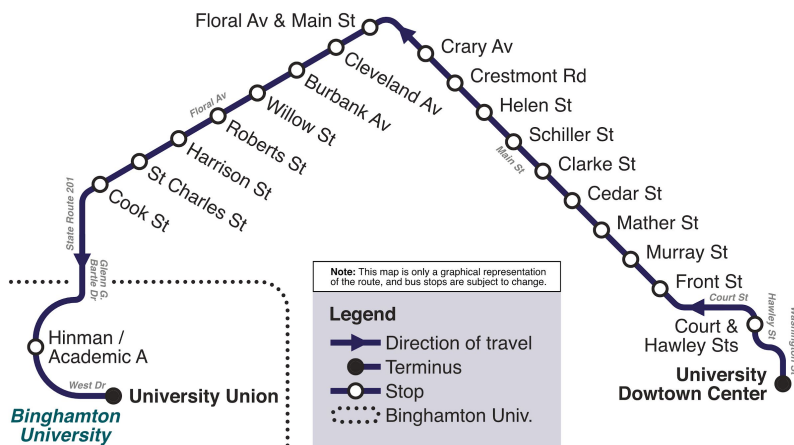 Floral Av & Main St
Crary Av
Crestmont Rd
Helen St
Schiller St
Clarke St
Cedar St
Mather St
Murray St
Front St
Main St
Court St
Hawley St
Court &
Hawley Sts
University
Dowtown Center
Cleveland Av
Burbank Av
Willow St
Floral Av
Roberts St
Harrison St
St Charles St
Cook St
State Route 201
Glenn G.
Bartle Dr
Hinman /
Academic A
West Dr
University Union
Binghamton
University
Note: This map is only a graphical representation
of the route, and bus stops are subject to change.
Legend
Direction of travel
Terminus
Stop
Binghamton Univ.